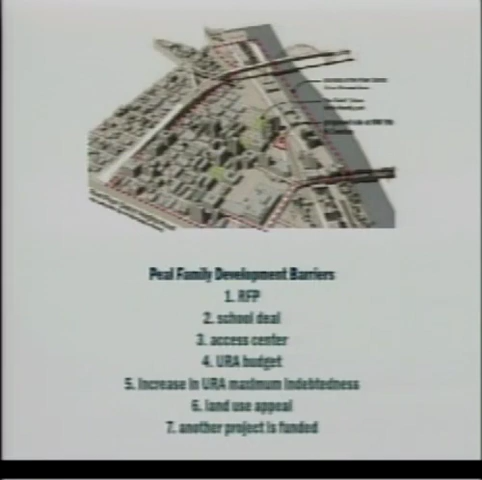 Peal Family Development Barriers
1. RFP
2. school deal
3. access center
4. URA budget
5. Increase in URA maximum indebtedness
6. land use appeal
7. another project is funded